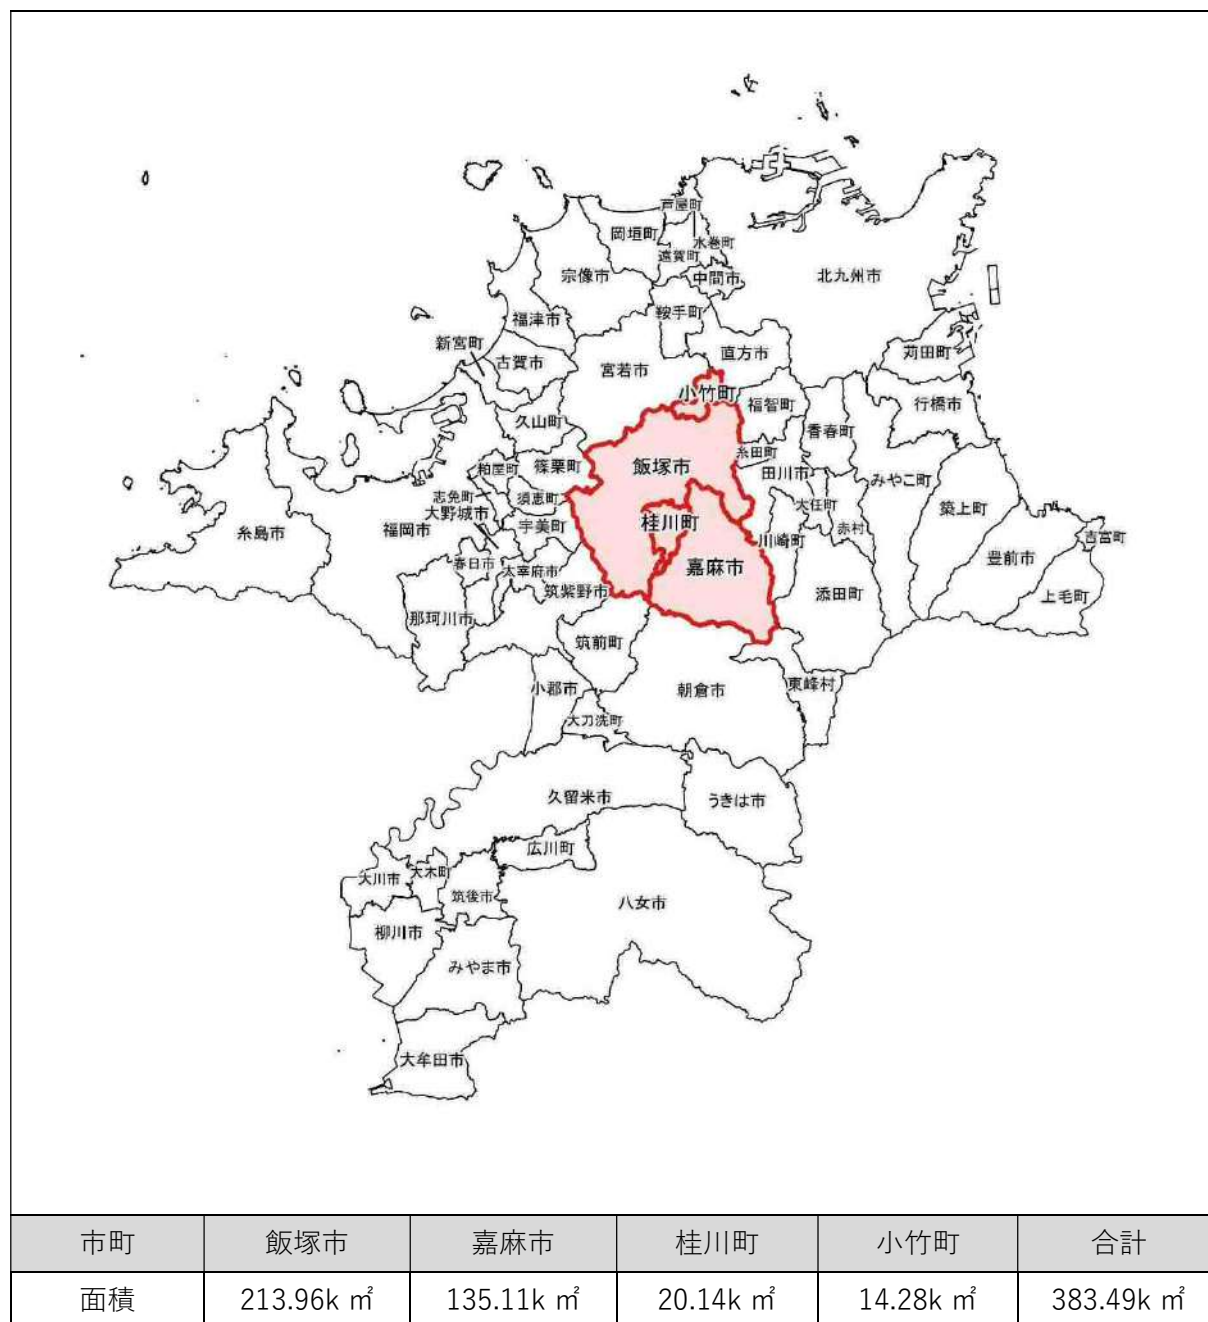 芦屋町
岡垣町
水巻町
遠賀町
宗像市
中間市
北九州市
鞍手町
福津市
新宮町
古賀市
直方市
苅田町
宮若市
小竹町
福智町
行橋市
久山町
香春町
糸田町
粕屋町
篠栗町
飯塚市
田川市
みやこ町
志免町
須恵町
大任町
築上町
大野城市
桂川町
宇美町
福岡市
糸島市
赤村
川崎町
吉富町
豊前市
春日市
太宰府市
嘉麻市
筑紫野市
添田町
上毛町
那珂川市
筑前町
小郡市
朝倉市
東峰村
大刀洗町
久留米市
うきは市
広川町
大木町
大川市
筑後市
八女市
柳川市
みやま市
大牟田市
市町 飯塚市 嘉麻市 桂川町 小竹町 合計
面積 213.96k㎡ 135.11k㎡ 20.14k㎡ 14.28k㎡ 383.49k㎡